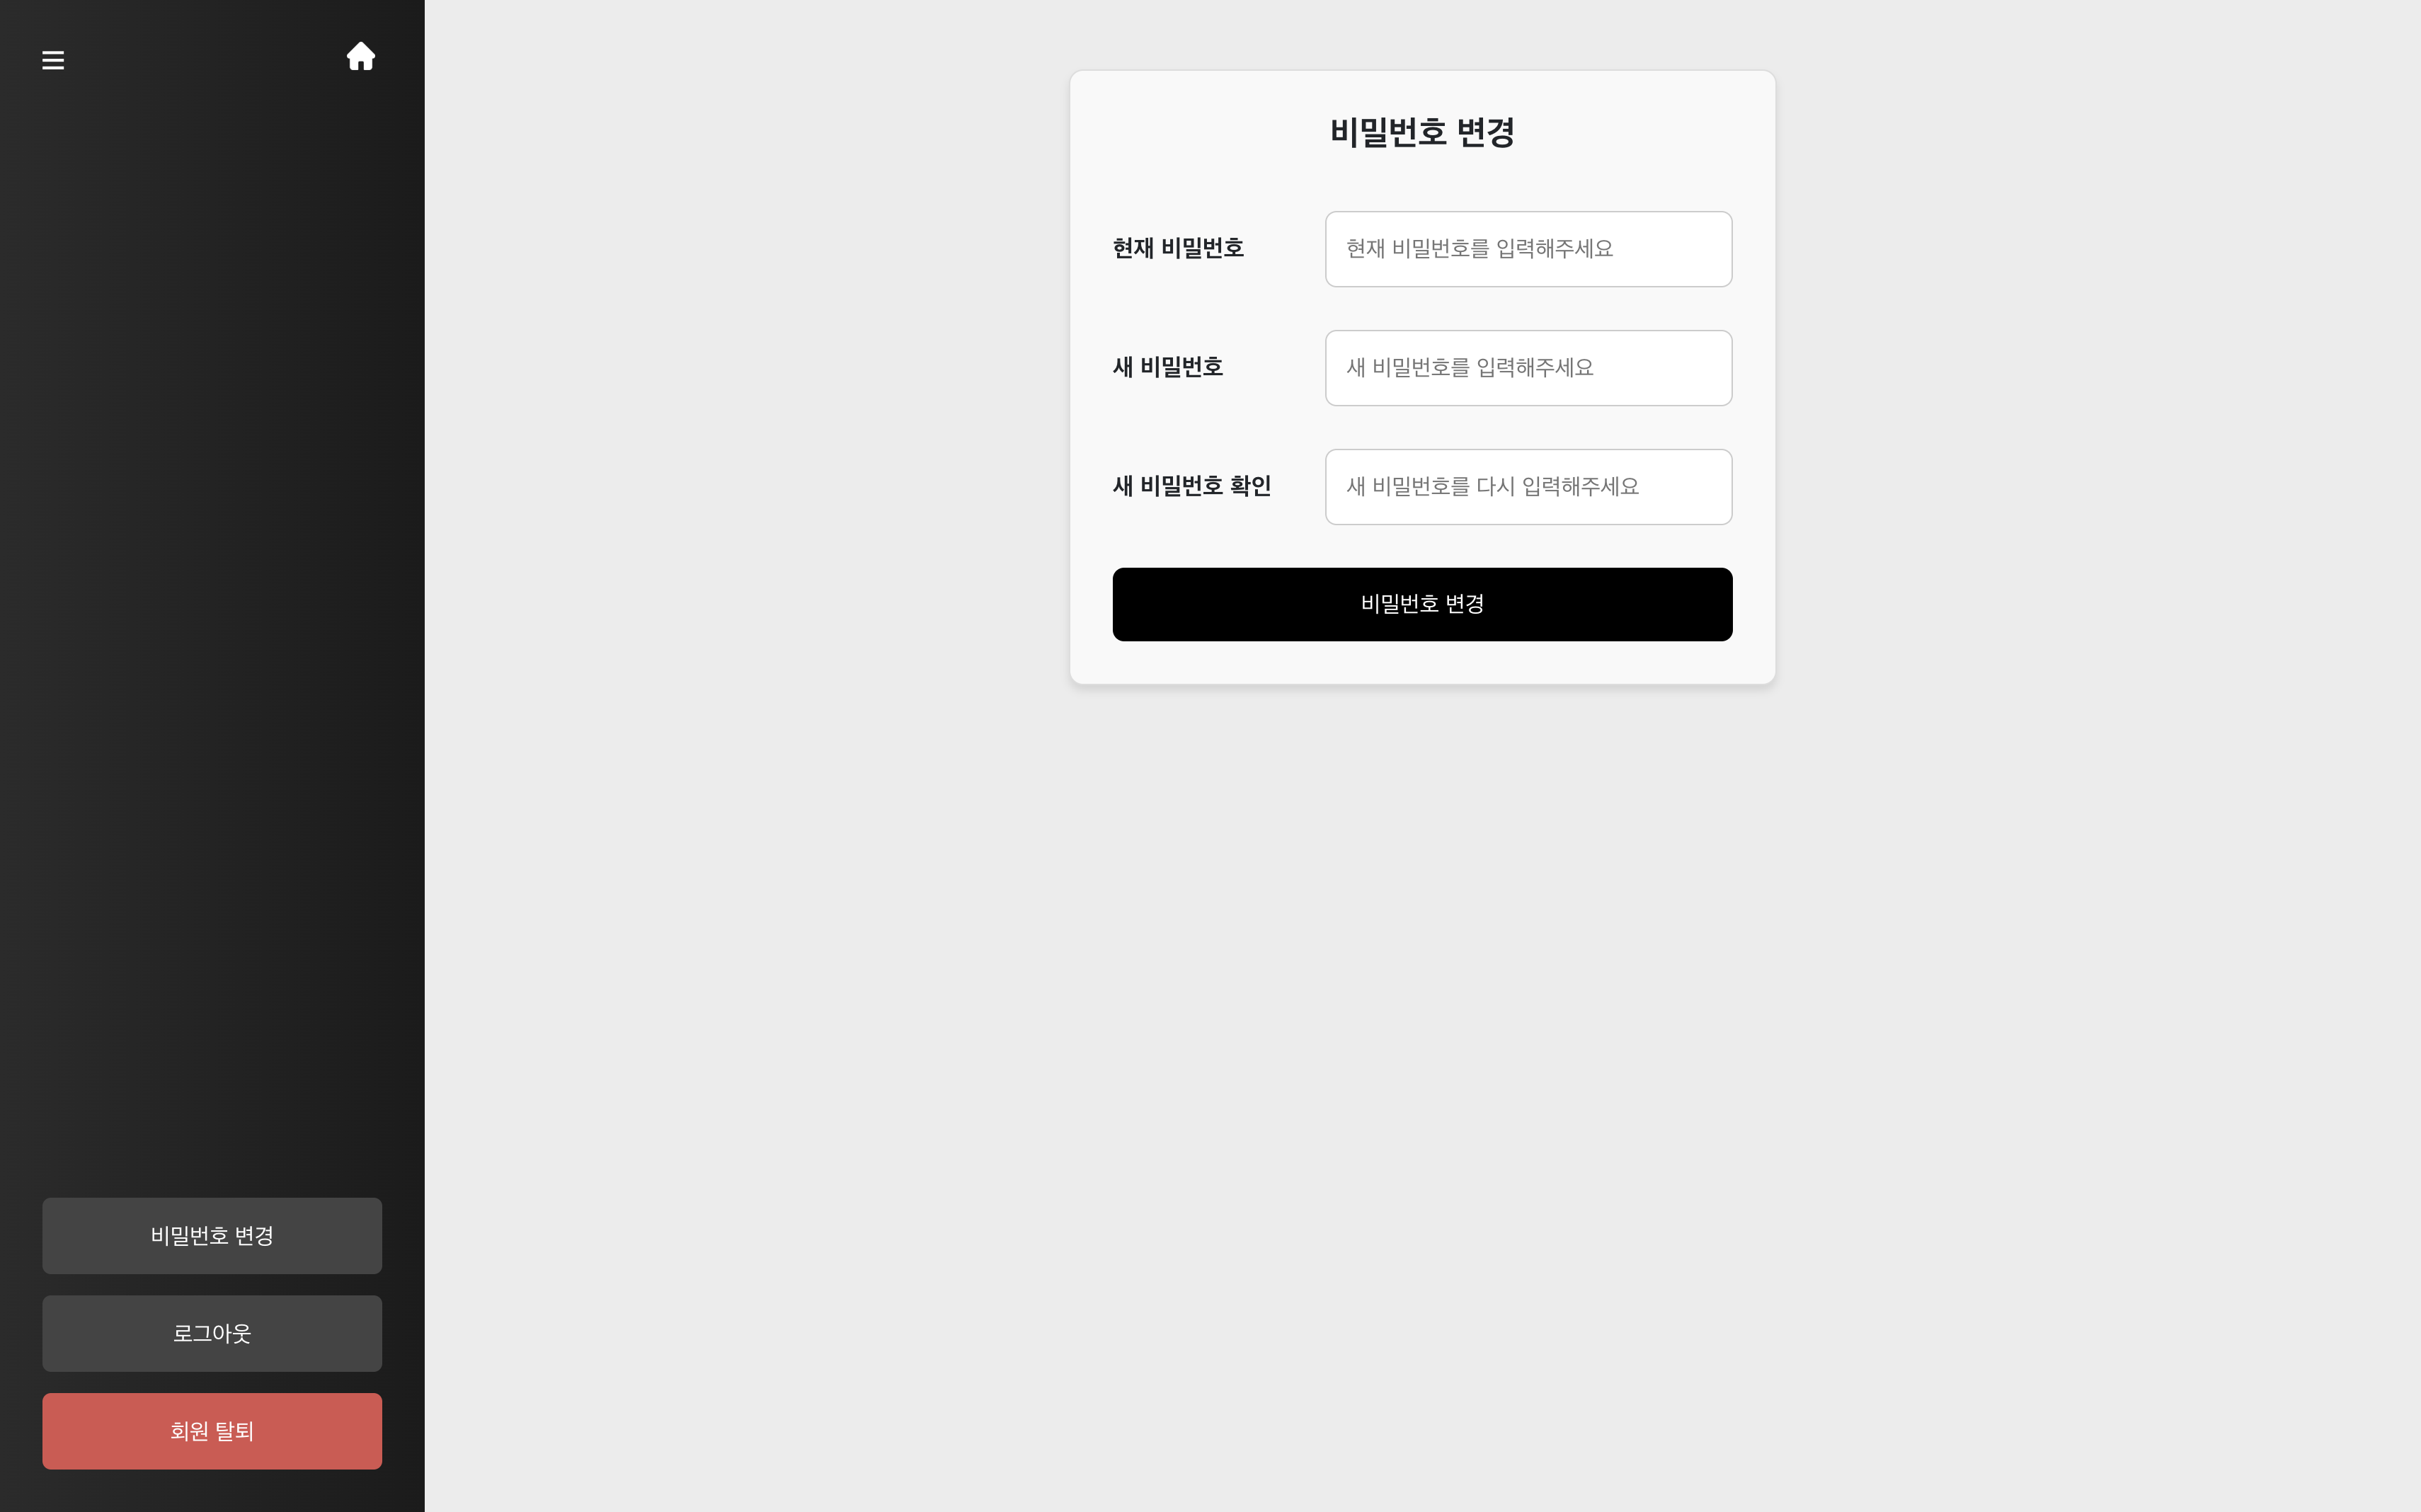 비밀번호 변경
현재 비밀번호
현재 비밀번호를 입력해주세요
새 비밀번호
새 비밀번호를 입력해주세요
새 비밀번호 확인
새 비밀번호를 다시 입력해주세요
비밀번호 변경
비밀번호 변경
로그아웃
회원 탈퇴